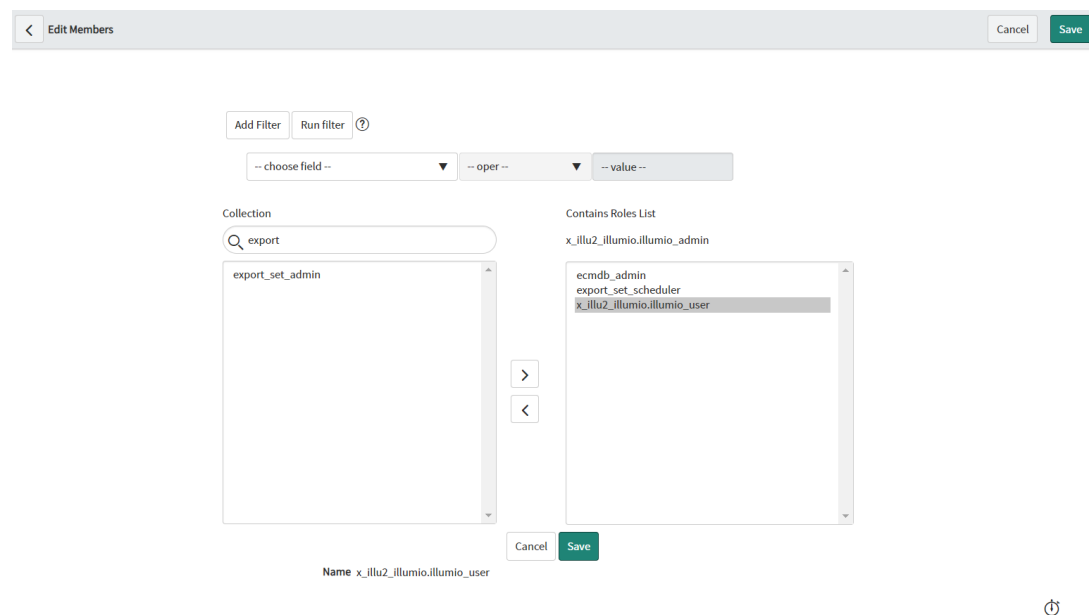 Edit Members
Cancel
Save
Add Filter
Run filter
?
-- choose field --
-- oper --
-- value --
Collection
Contains Roles List
export
x_illu2_illumio.illumio_admin
export_set_admin
ecmdb_admin
export_set_scheduler
x_illu2_illumio.illumio_user
Cancel
Save
Name x_illu2_illumio.illumio_user